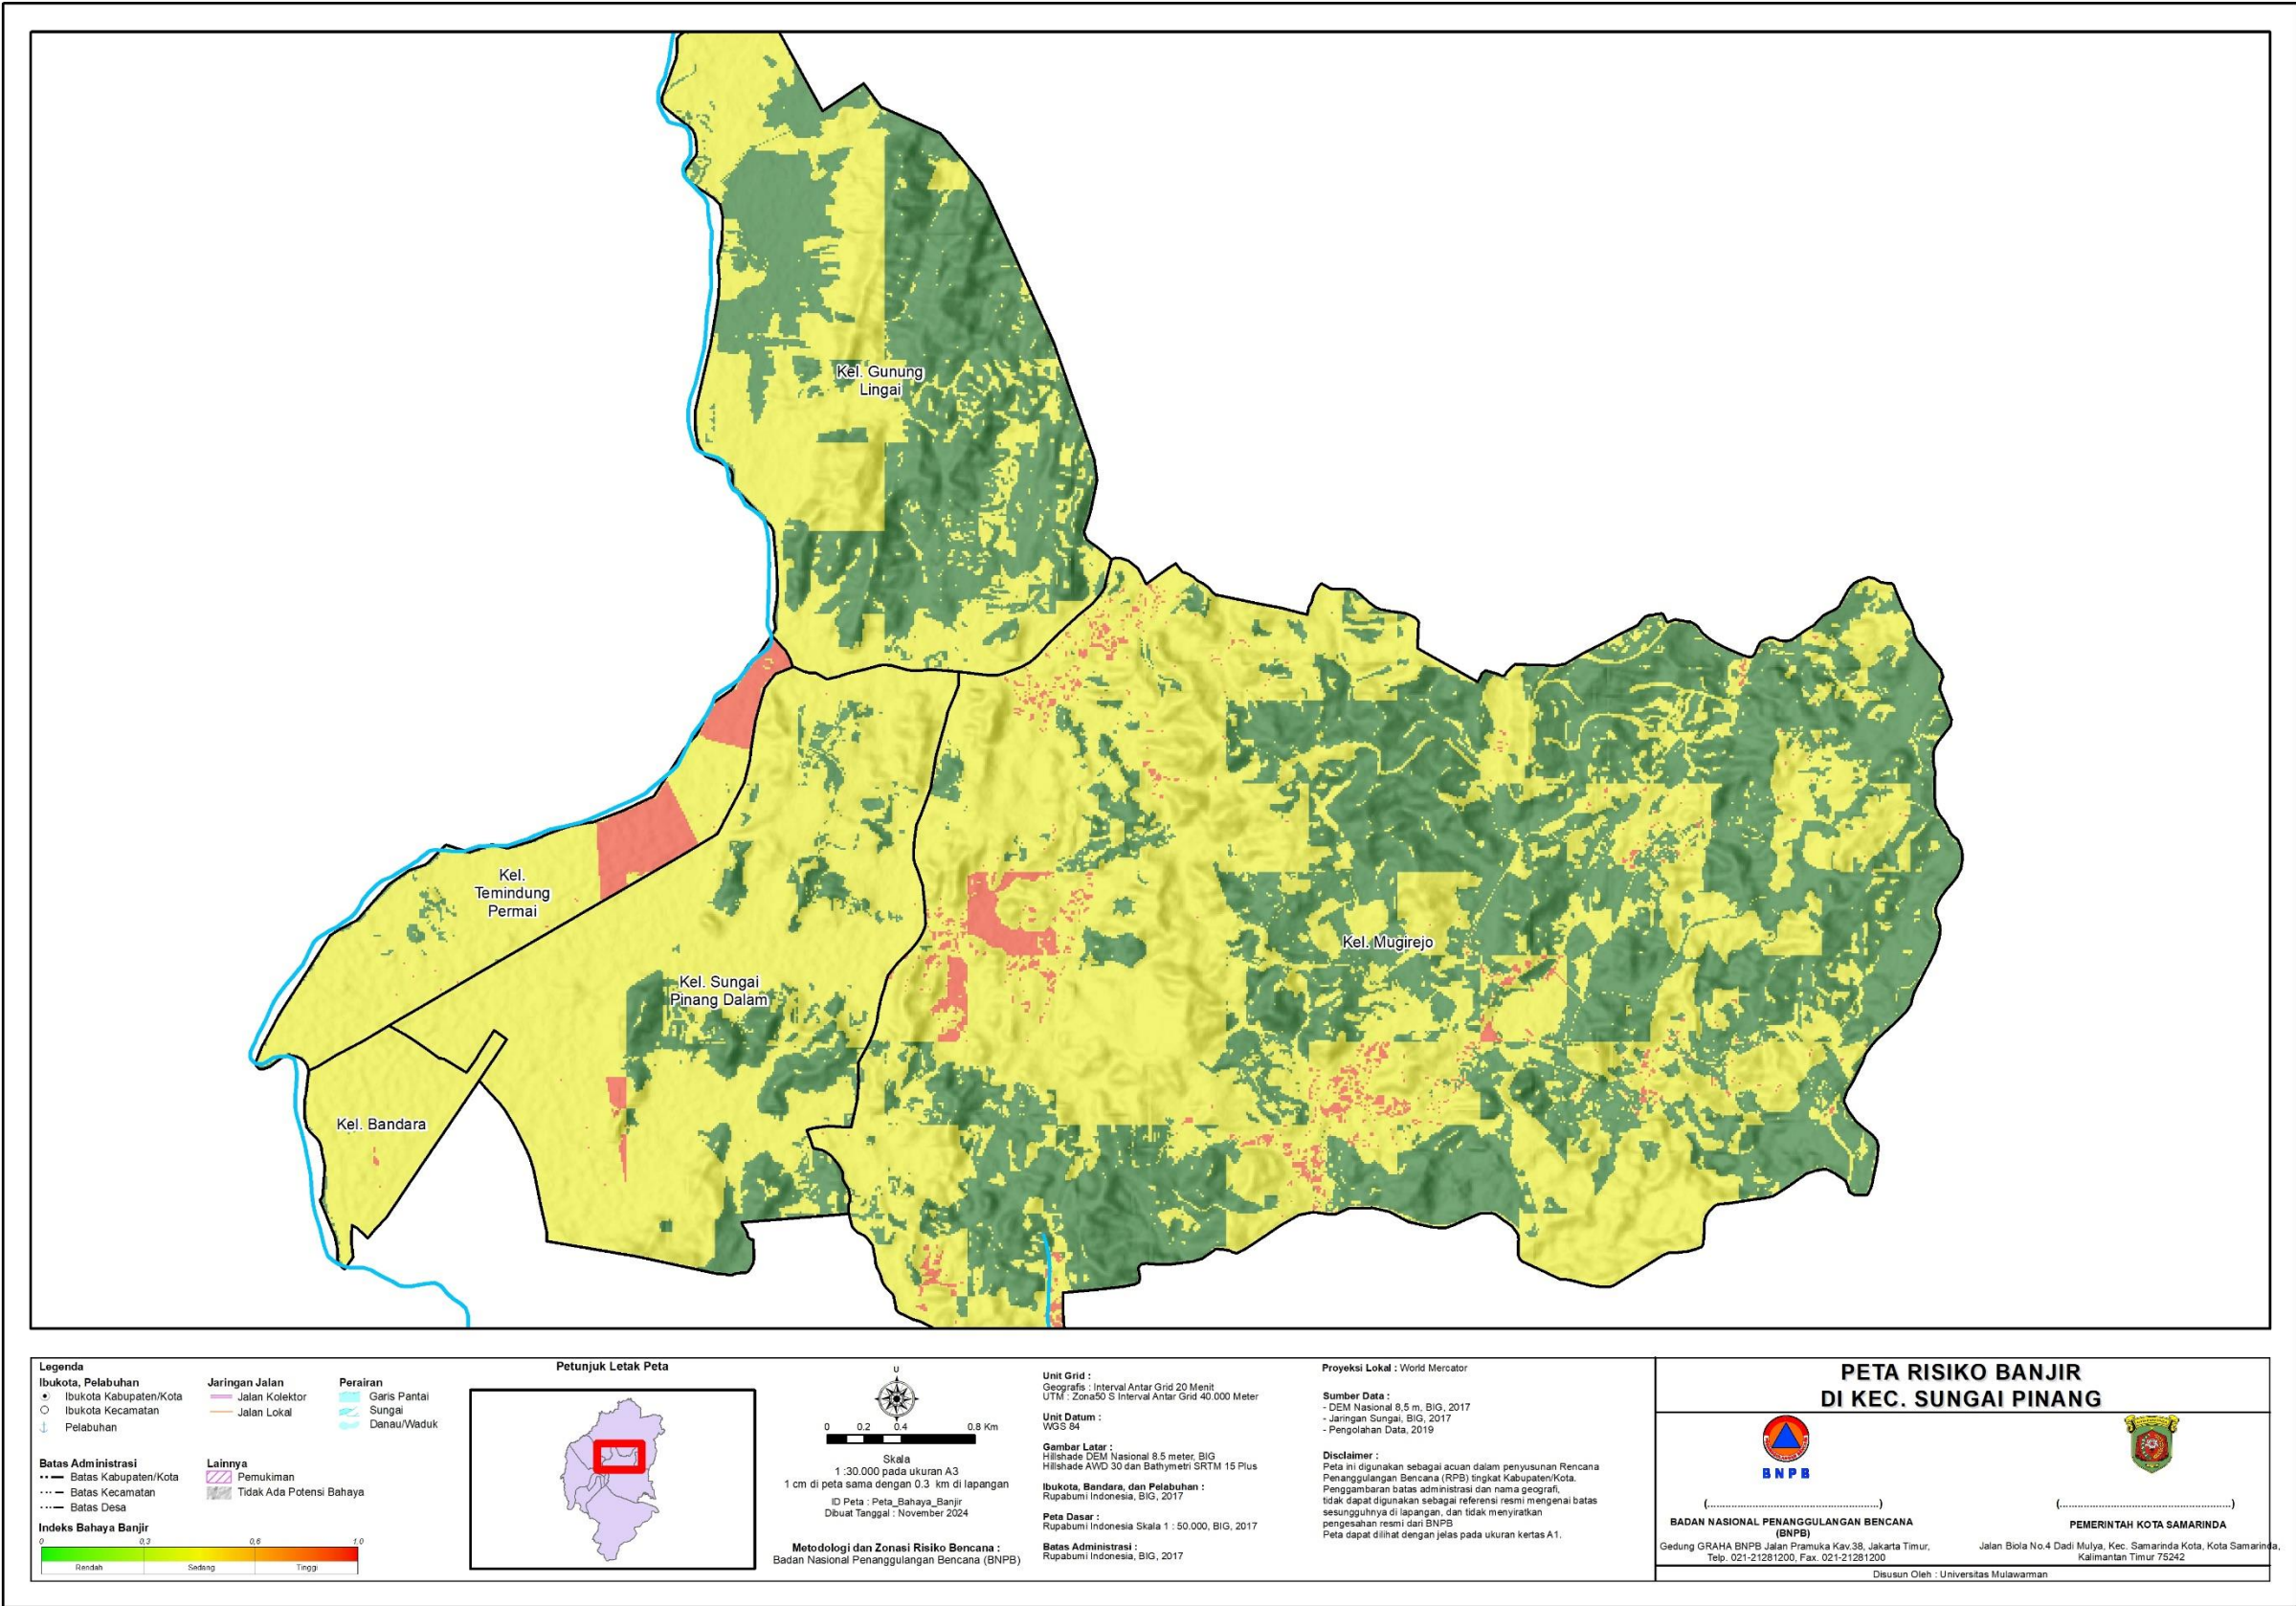 Kel. Gunung
Lingai
Kel.
Temindung
Permai
Kel. Mugirejo
Kel. Sungai
Pinang Dalam
Kel. Bandara
Legenda
Ibukota, Pelabuhan
Ibukota Kabupaten/Kota
Ibukota Kecamatan
Pelabuhan
Jaringan Jalan
Jalan Kolektor
Jalan Lokal
Perairan
Garis Pantai
Sungai
Danau/Waduk
Batas Administrasi
Batas Kabupaten/Kota
Batas Kecamatan
Batas Desa
Lainnya
Pemukiman
Tidak Ada Potensi Bahaya
Indeks Bahaya Banjir
0 0,3 0,6 1,0
Rendah Sedang Tinggi
Petunjuk Letak Peta
U
0 0.2 0.4 0.8 Km
Skala
1 :30.000 pada ukuran A3
1 cm di peta sama dengan 0.3 km di lapangan
ID Peta : Peta_Bahaya_Banjir
Dibuat Tanggal : November 2024
Metodologi dan Zonasi Risiko Bencana :
Badan Nasional Penanggulangan Bencana (BNPB)
Unit Grid :
Geografis : Interval Antar Grid 20 Menit
UTM : Zona50 S Interval Antar Grid 40.000 Meter
Unit Datum :
WGS 84
Gambar Latar :
Hillshade DEM Nasional 8.5 meter, BIG
Hillshade AWD 30 dan Bathymetri SRTM 15 Plus
Ibukota, Bandara, dan Pelabuhan :
Rupabumi Indonesia, BIG, 2017
Peta Dasar :
Rupabumi Indonesia Skala 1 : 50.000, BIG, 2017
Batas Administrasi :
Rupabumi Indonesia, BIG, 2017
Proyeksi Lokal : World Mercator
Sumber Data :
- DEM Nasional 8,5 m, BIG, 2017
- Jaringan Sungai, BIG, 2017
- Pengolahan Data, 2019
Disclaimer :
Peta ini digunakan sebagai acuan dalam penyusunan Rencana
Penanggulangan Bencana (RPB) tingkat Kabupaten/Kota.
Penggambaran batas administrasi dan nama geografi,
tidak dapat digunakan sebagai referensi resmi mengenai batas
sesungguhnya di lapangan, dan tidak menyiratkan
pengesahan resmi dari BNPB
Peta dapat dilihat dengan jelas pada ukuran kertas A1.
PETA RISIKO BANJIR
DI KEC. SUNGAI PINANG
BNPB
(......................................................)
BADAN NASIONAL PENANGGULANGAN BENCANA
(BNPB)
Gedung GRAHA BNPB Jalan Pramuka Kav.38, Jakarta Timur,
Telp. 021-21281200, Fax. 021-21281200
(......................................................)
PEMERINTAH KOTA SAMARINDA
Jalan Biola No.4 Dadi Mulya, Kec. Samarinda Kota, Kota Samarinda,
Kalimantan Timur 75242
Disusun Oleh : Universitas Mulawarman